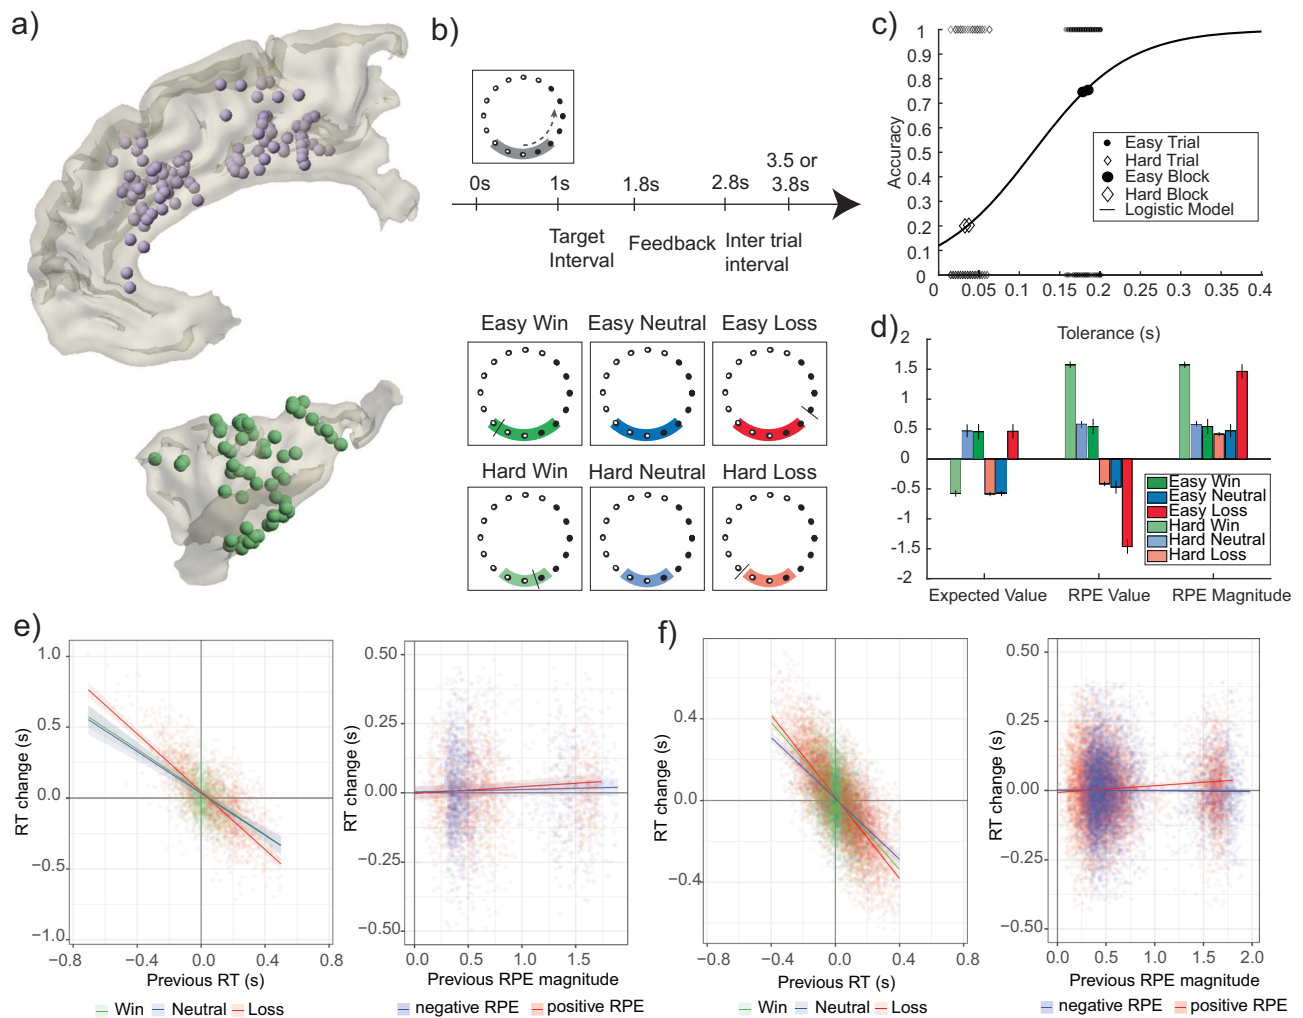 a)
b)
0s
1s
1.8s
2.8s
3.5 or
3.8s
Target
Interval
Feedback
Inter trial
interval
Easy Win
Easy Neutral
Easy Loss
Hard Win
Hard Neutral
Hard Loss
c)
Accuracy
1
0.9
0.8
0.7
0.6
0.5
0.4
0.3
0.2
0.1
0
0
0.05
0.1
0.15
0.2
0.25
0.3
0.35
0.4
Easy Trial
Hard Trial
Easy Block
Hard Block
Logistic Model
Tolerance (s)
d)
2
1.5
1
0.5
0
-0.5
-1
-1.5
-2
Expected Value
RPE Value
RPE Magnitude
Easy Win
Easy Neutral
Easy Loss
Hard Win
Hard Neutral
Hard Loss
e)
RT change (s)
1.0
0.5
0.0
−0.5
−1.0
−0.8
−0.4
0.0
0.4
0.8
Previous RT (s)
Win
Neutral
Loss
RT change (s)
0.50
0.25
0.00
−0.25
−0.50
0.0
0.5
1.0
1.5
Previous RPE magnitude
negative RPE
positive RPE
f)
RT change (s)
0.4
0.0
−0.4
−0.8
−0.4
0.0
0.4
0.8
Previous RT (s)
Win
Neutral
Loss
RT change (s)
0.50
0.25
0.00
−0.25
−0.50
0.0
0.5
1.0
1.5
2.0
Previous RPE magnitude
negative RPE
positive RPE